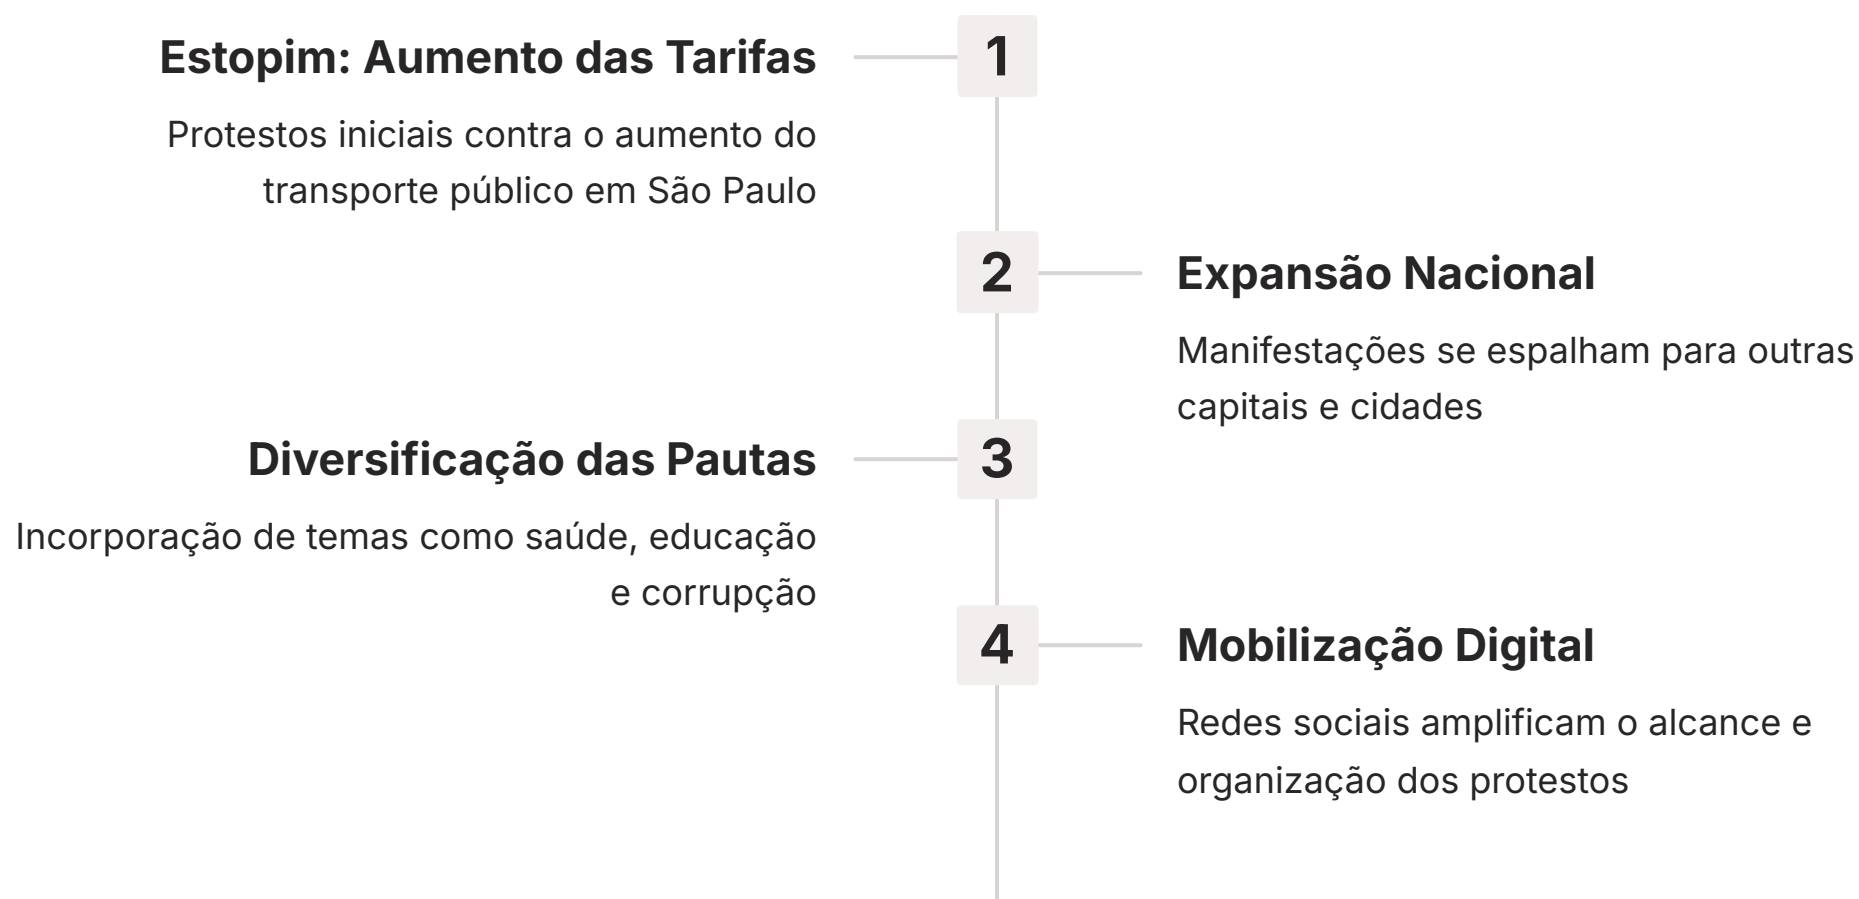 Estopim: Aumento das Tarifas
1
Protestos iniciais contra o aumento do
transporte público em São Paulo
2
Expansão Nacional
Manifestações se espalham para outras
capitais e cidades
Diversificação das Pautas
3
Incorporação de temas como saúde, educação
e corrupção
4
Mobilização Digital
Redes sociais amplificam o alcance e
organização dos protestos